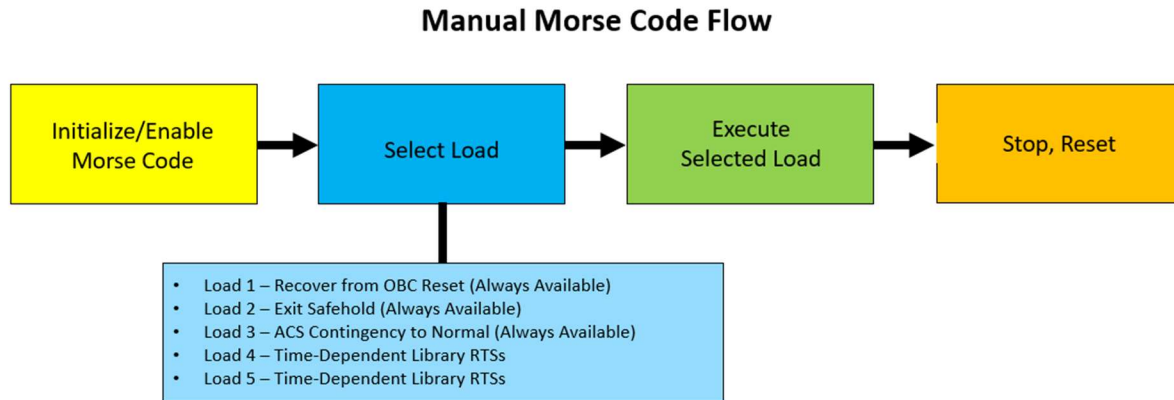 Manual Morse Code Flow
Initialize/Enable
Morse Code
Select Load
Execute
Selected Load
Stop, Reset
• Load 1 – Recover from OBC Reset (Always Available)
• Load 2 – Exit Safehold (Always Available)
• Load 3 – ACS Contingency to Normal (Always Available)
• Load 4 – Time-Dependent Library RTSs
• Load 5 – Time-Dependent Library RTSs